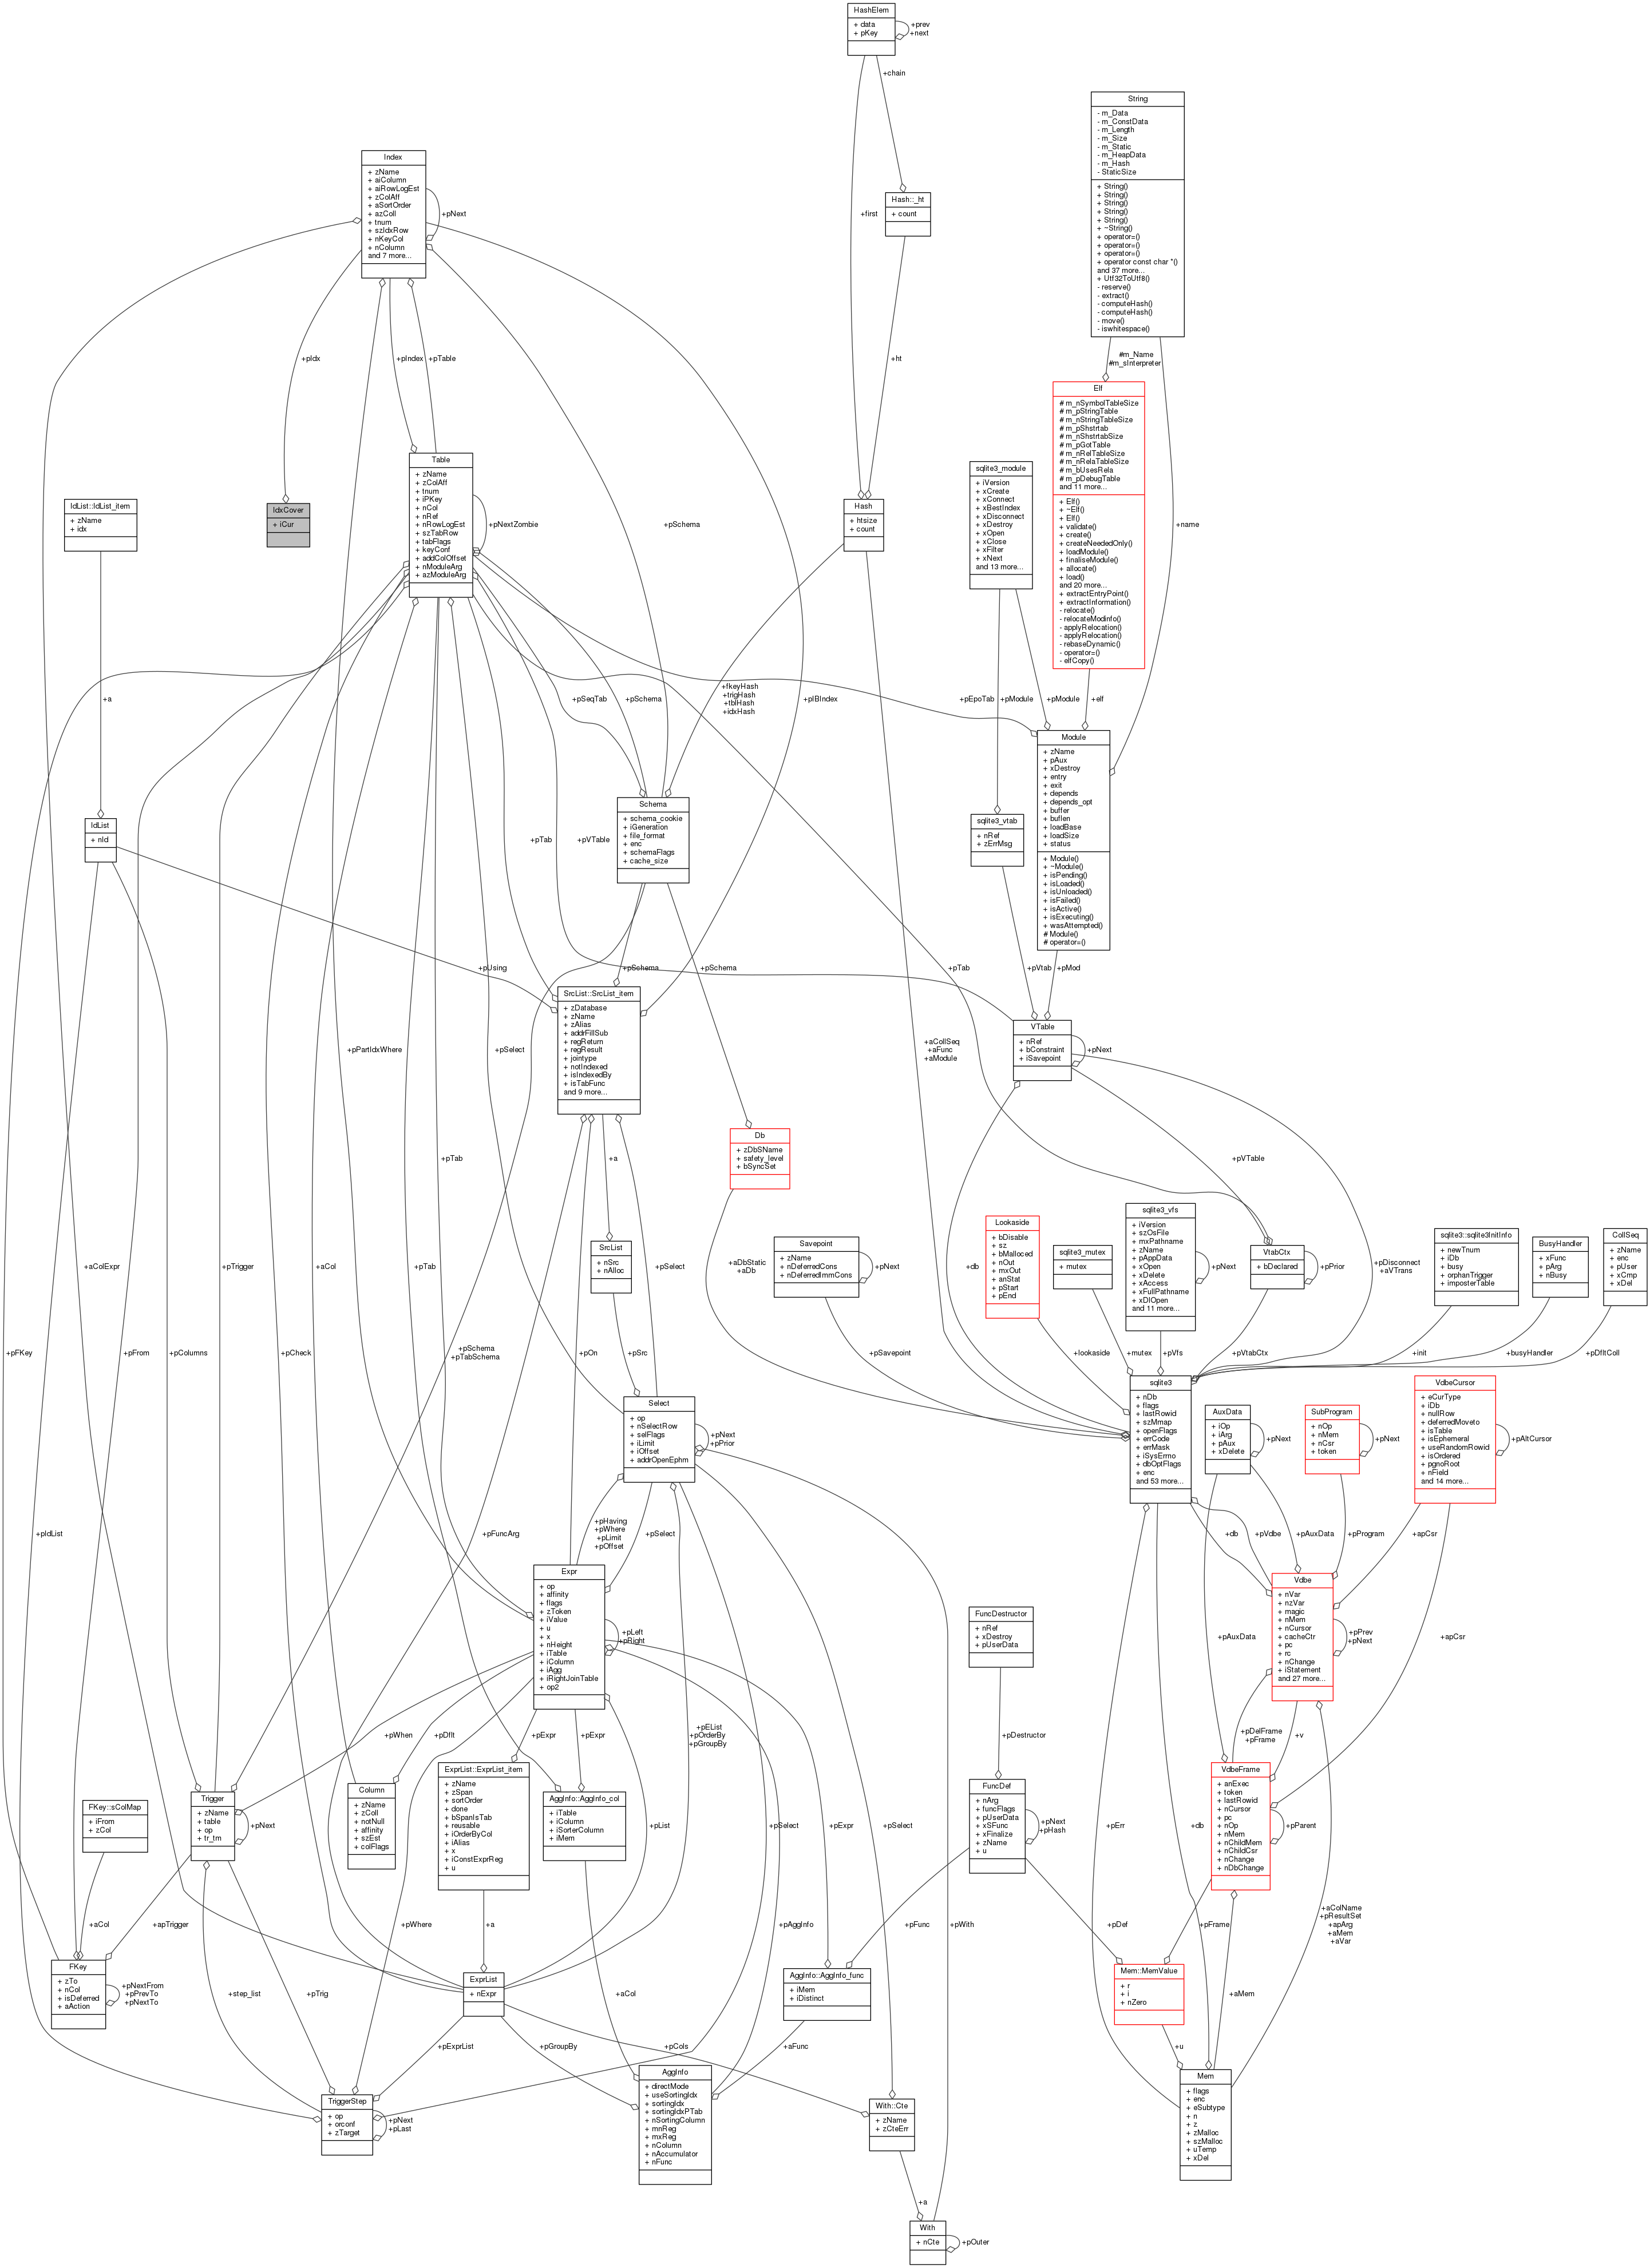 HashElem
+ data
+ pKey
+prev
+next
+chain
String
- m_Data
- m_ConstData
- m_Length
- m_Size
- m_Static
- m_HeapData
- m_Hash
- StaticSize
+ String()
+ String()
+ String()
+ String()
+ String()
+ ~String()
+ operator=()
+ operator=()
+ operator=()
+ operator const char *()
and 37 more...
+ Utf32ToUtf8()
- reserve()
- extract()
- computeHash()
- computeHash()
- move()
- iswhitespace()
Index
+ zName
+ aiColumn
+ aiRowLogEst
+ zColAff
+ aSortOrder
+ azColl
+ tnum
+ szIdxRow
+ nKeyCol
+ nColumn
and 7 more...
+pNext
Hash::_ht
+ count
+first
+ht
+pIdx
+pIndex
+pTable
#m_Name
#m_sInterpreter
Elf
# m_nSymbolTableSize
# m_pStringTable
# m_nStringTableSize
# m_pShstrtab
# m_nShstrtabSize
# m_pGotTable
# m_nRelTableSize
# m_nRelaTableSize
# m_bUsesRela
# m_pDebugTable
and 11 more...
+ Elf()
+ ~Elf()
+ Elf()
+ validate()
+ create()
+ createNeededOnly()
+ loadModule()
+ finaliseModule()
+ allocate()
+ load()
and 20 more...
+ extractEntryPoint()
+ extractInformation()
- relocate()
- relocateModinfo()
- applyRelocation()
- applyRelocation()
- rebaseDynamic()
- operator=()
- elfCopy()
+name
Table
+ zName
+ zColAff
+ tnum
+ iPKey
+ nCol
+ nRef
+ nRowLogEst
+ szTabRow
+ tabFlags
+ keyConf
+ addColOffset
+ nModuleArg
+ azModuleArg
+pNextZombie
+pSchema
sqlite3_module
+ iVersion
+ xCreate
+ xConnect
+ xBestIndex
+ xDisconnect
+ xDestroy
+ xOpen
+ xClose
+ xFilter
+ xNext
and 13 more...
IdList::IdList_item
+ zName
+ idx
IdxCover
+ iCur
Hash
+ htsize
+ count
+a
+pSeqTab
+pSchema
+fkeyHash
+trigHash
+tblHash
+idxHash
+pIBIndex
+pEpoTab
+pModule
+pModule
+elf
Module
+ zName
+ pAux
+ xDestroy
+ entry
+ exit
+ depends
+ depends_opt
+ buffer
+ buflen
+ loadBase
+ loadSize
+ status
+ Module()
+ ~Module()
+ isPending()
+ isLoaded()
+ isUnloaded()
+ isFailed()
+ isActive()
+ isExecuting()
+ wasAttempted()
# Module()
# operator=()
Schema
+ schema_cookie
+ iGeneration
+ file_format
+ enc
+ schemaFlags
+ cache_size
sqlite3_vtab
+ nRef
+ zErrMsg
IdList
+ nId
+pTab
+pVTable
+pUsing
+pSchema
+pSchema
+pTab
+pVtab
+pMod
SrcList::SrcList_item
+ zDatabase
+ zName
+ zAlias
+ addrFillSub
+ regReturn
+ regResult
+ jointype
+ notIndexed
+ isIndexedBy
+ isTabFunc
and 9 more...
VTable
+ nRef
+ bConstraint
+ iSavepoint
+pNext
+pPartIdxWhere
+pSelect
+aCollSeq
+aFunc
+aModule
Db
+ zDbSName
+ safety_level
+ bSyncSet
+pTab
+a
+pVTable
SrcList
+ nSrc
+ nAlloc
Savepoint
+ zName
+ nDeferredCons
+ nDeferredImmCons
+pNext
Lookaside
+ bDisable
+ sz
+ bMalloced
+ nOut
+ mxOut
+ anStat
+ pStart
+ pEnd
sqlite3_mutex
+ mutex
sqlite3_vfs
+ iVersion
+ szOsFile
+ mxPathname
+ zName
+ pAppData
+ xOpen
+ xDelete
+ xAccess
+ xFullPathname
+ xDlOpen
and 11 more...
+pNext
VtabCtx
+ bDeclared
+pPrior
sqlite3::sqlite3InitInfo
+ newTnum
+ iDb
+ busy
+ orphanTrigger
+ imposterTable
BusyHandler
+ xFunc
+ pArg
+ nBusy
CollSeq
+ zName
+ enc
+ pUser
+ xCmp
+ xDel
+aColExpr
+pTrigger
+aCol
+pTab
+pSelect
+aDbStatic
+aDb
+db
+pDisconnect
+aVTrans
+pFKey
+pFrom
+pColumns
+pCheck
+pSchema
+pTabSchema
+pOn
+pSrc
+pSavepoint
+lookaside
+mutex
+pVfs
+pVtabCtx
+init
+busyHandler
+pDfltColl
Select
+ op
+ nSelectRow
+ selFlags
+ iLimit
+ iOffset
+ addrOpenEphm
+pNext
+pPrior
sqlite3
+ nDb
+ flags
+ lastRowid
+ szMmap
+ openFlags
+ errCode
+ errMask
+ iSysErrno
+ dbOptFlags
+ enc
and 53 more...
AuxData
+ iOp
+ iArg
+ pAux
+ xDelete
+pNext
SubProgram
+ nOp
+ nMem
+ nCsr
+ token
+pNext
VdbeCursor
+ eCurType
+ iDb
+ nullRow
+ deferredMoveto
+ isTable
+ isEphemeral
+ useRandomRowid
+ isOrdered
+ pgnoRoot
+ nField
and 14 more...
+pAltCursor
+pIdList
+pFuncArg
+pHaving
+pWhere
+pLimit
+pOffset
+pSelect
+db
+pVdbe
+pAuxData
+pProgram
+apCsr
Expr
+ op
+ affinity
+ flags
+ zToken
+ iValue
+ u
+ x
+ nHeight
+ iTable
+ iColumn
+ iAgg
+ iRightJoinTable
+ op2
+pLeft
+pRight
FuncDestructor
+ nRef
+ xDestroy
+ pUserData
Vdbe
+ nVar
+ nzVar
+ magic
+ nMem
+ nCursor
+ cacheCtr
+ pc
+ rc
+ nChange
+ iStatement
and 27 more...
+pPrev
+pNext
+pAuxData
+apCsr
+pWhen
+pDflt
+pExpr
+pExpr
+pEList
+pOrderBy
+pGroupBy
+pDestructor
+pDelFrame
+pFrame
+v
FKey::sColMap
+ iFrom
+ zCol
Trigger
+ zName
+ table
+ op
+ tr_tm
+pNext
Column
+ zName
+ zColl
+ notNull
+ affinity
+ szEst
+ colFlags
ExprList::ExprList_item
+ zName
+ zSpan
+ sortOrder
+ done
+ bSpanIsTab
+ reusable
+ iOrderByCol
+ iAlias
+ x
+ iConstExprReg
+ u
AggInfo::AggInfo_col
+ iTable
+ iColumn
+ iSorterColumn
+ iMem
+pList
+pSelect
+pExpr
+pSelect
FuncDef
+ nArg
+ funcFlags
+ pUserData
+ xSFunc
+ xFinalize
+ zName
+ u
+pNext
+pHash
+pErr
+db
VdbeFrame
+ anExec
+ token
+ lastRowid
+ nCursor
+ pc
+ nOp
+ nMem
+ nChildMem
+ nChildCsr
+ nChange
+ nDbChange
+pParent
+aCol
+apTrigger
+pWhere
+a
+pAggInfo
+pFunc
+pWith
+pDef
+pFrame
+aColName
+pResultSet
+apArg
+aMem
+aVar
FKey
+ zTo
+ nCol
+ isDeferred
+ aAction
+pNextFrom
+pPrevTo
+pNextTo
+step_list
+pTrig
ExprList
+ nExpr
+aCol
AggInfo::AggInfo_func
+ iMem
+ iDistinct
Mem::MemValue
+ r
+ i
+ nZero
+aMem
+pExprList
+pGroupBy
+aFunc
+pCols
+u
TriggerStep
+ op
+ orconf
+ zTarget
+pNext
+pLast
AggInfo
+ directMode
+ useSortingIdx
+ sortingIdx
+ sortingIdxPTab
+ nSortingColumn
+ mnReg
+ mxReg
+ nColumn
+ nAccumulator
+ nFunc
With::Cte
+ zName
+ zCteErr
Mem
+ flags
+ enc
+ eSubtype
+ n
+ z
+ zMalloc
+ szMalloc
+ uTemp
+ xDel
+a
With
+ nCte
+pOuter